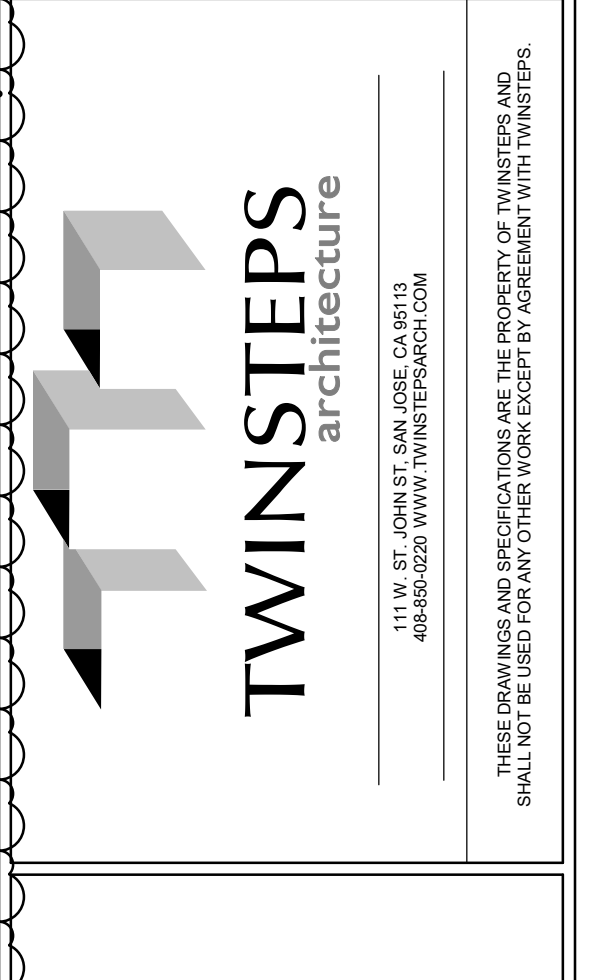 TWINSTEPS
architecture
111 W. ST. JOHN ST, SAN JOSE, CA 95113
408-850-0220 WWW.TWINSTEPSARCH.COM
THESE DRAWINGS AND SPECIFICATIONS ARE THE PROPERTY OF TWINSTEPS AND
SHALL NOT BE USED FOR ANY OTHER WORK EXCEPT BY AGREEMENT WITH TWINSTEPS.